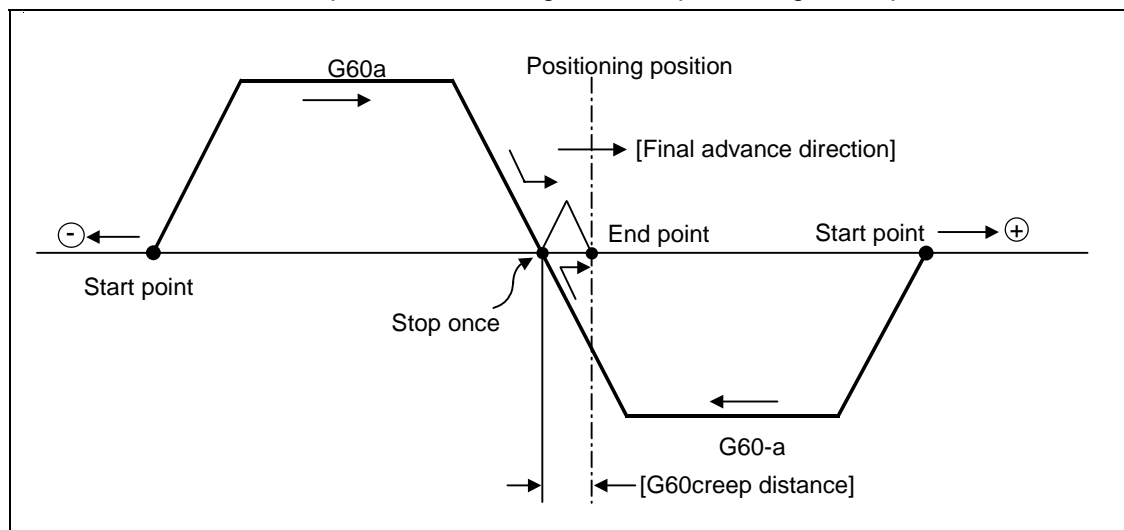 G60a
Positioning position
[Final advance direction]
-
End point
Start point
+
Start point
Stop once
G60-a
[G60creep distance]